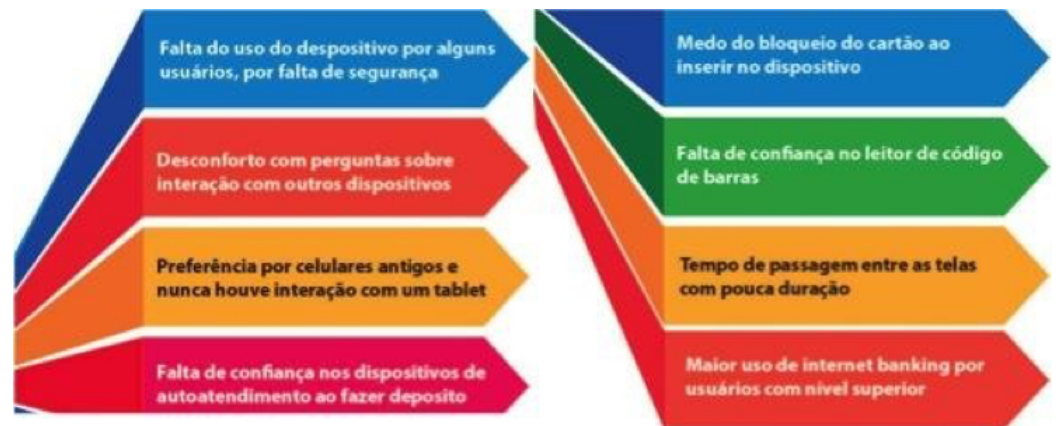 Falta do uso do despositivo por alguns
usuários, por falta de segurança
Desconforto com perguntas sobre
interação com outros dispositivos
Preferência por celulares antigos e
nunca houve interação com um tablet
Falta de confiança nos dispositivos de
autoatendimento ao fazer deposito
Medo do bloqueio do cartão ao
inserir no dispositivo
Falta de confiança no leitor de código
de barras
Tempo de passagem entre as telas
com pouca duração
Maior uso de internet banking por
usuários com nível superior